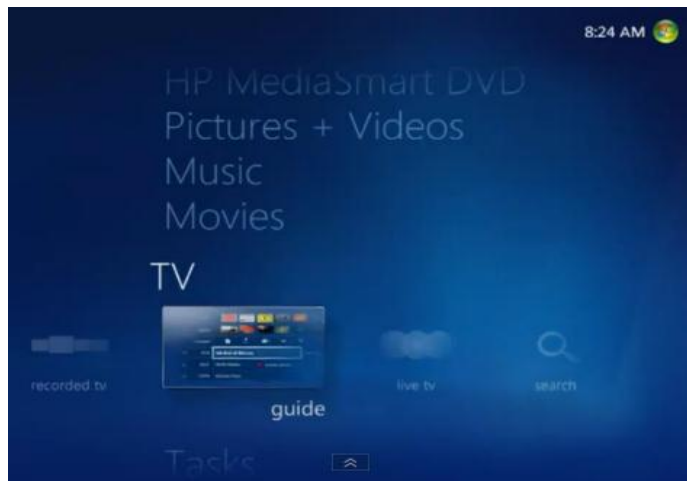 8:24 AM
HP MediaSmart DVD
Pictures + Videos
Music
Movies
TV
recorded tv
live tv
search
guide
Tasks